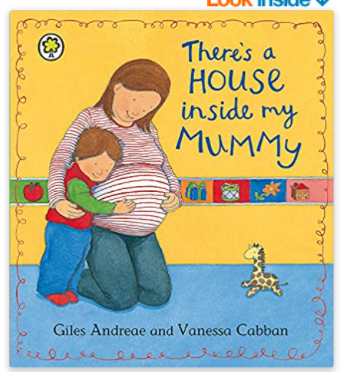 Look Inside
There's a
HOUSE
inside my
MUMMY
Giles Andreae and Vanessa Cabban